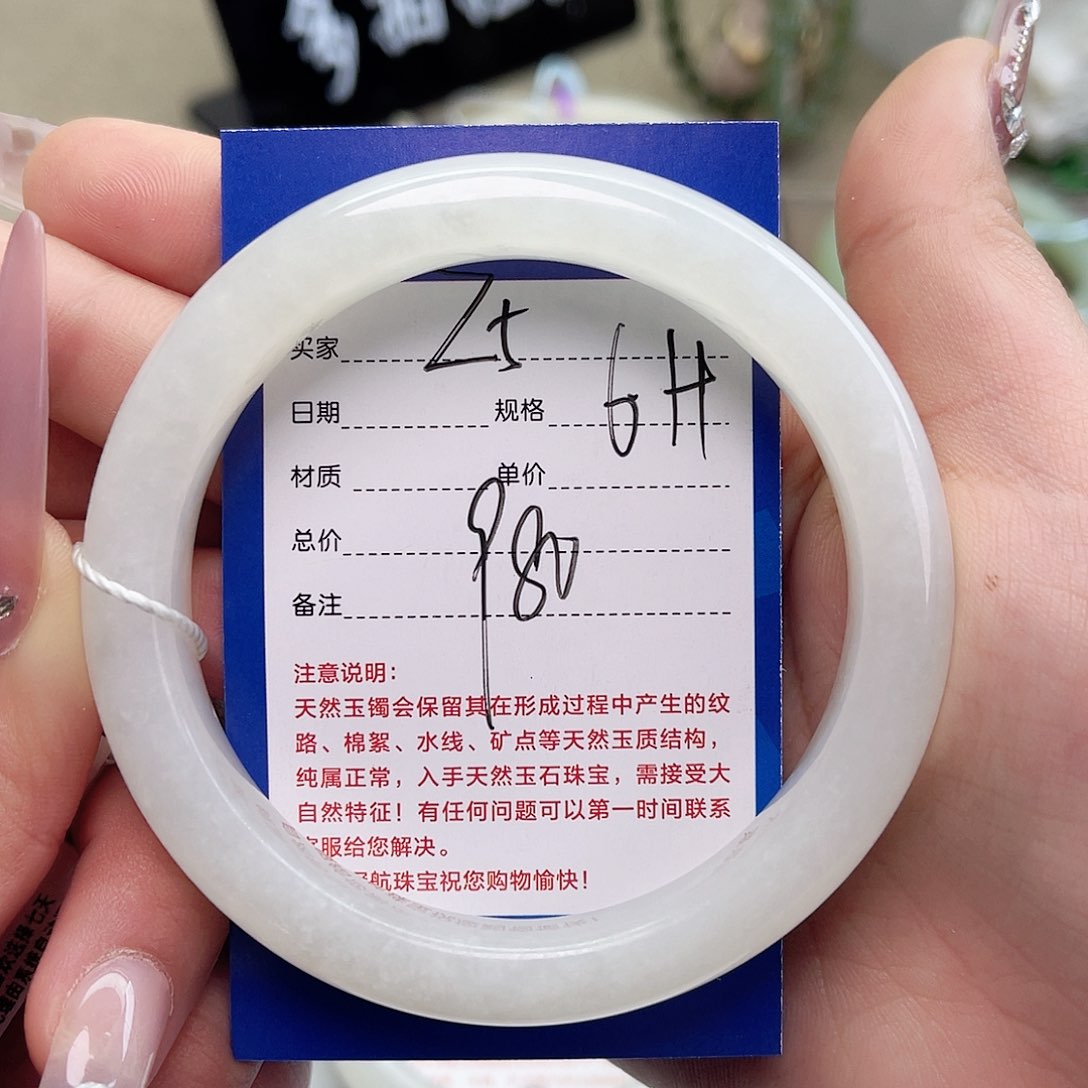 买家 Zt
日期 规格 6H
材质 单价
总价 980
备注
注意说明：
天然玉镯会保留其在形成过程中产生的纹
路、棉絮、水线、矿点等天然玉质结构，
纯属正常，入手天然玉石珠宝，需接受大
自然特征！有任何问题可以第一时间联系
客服给您解决。
航珠宝祝您购物愉快！